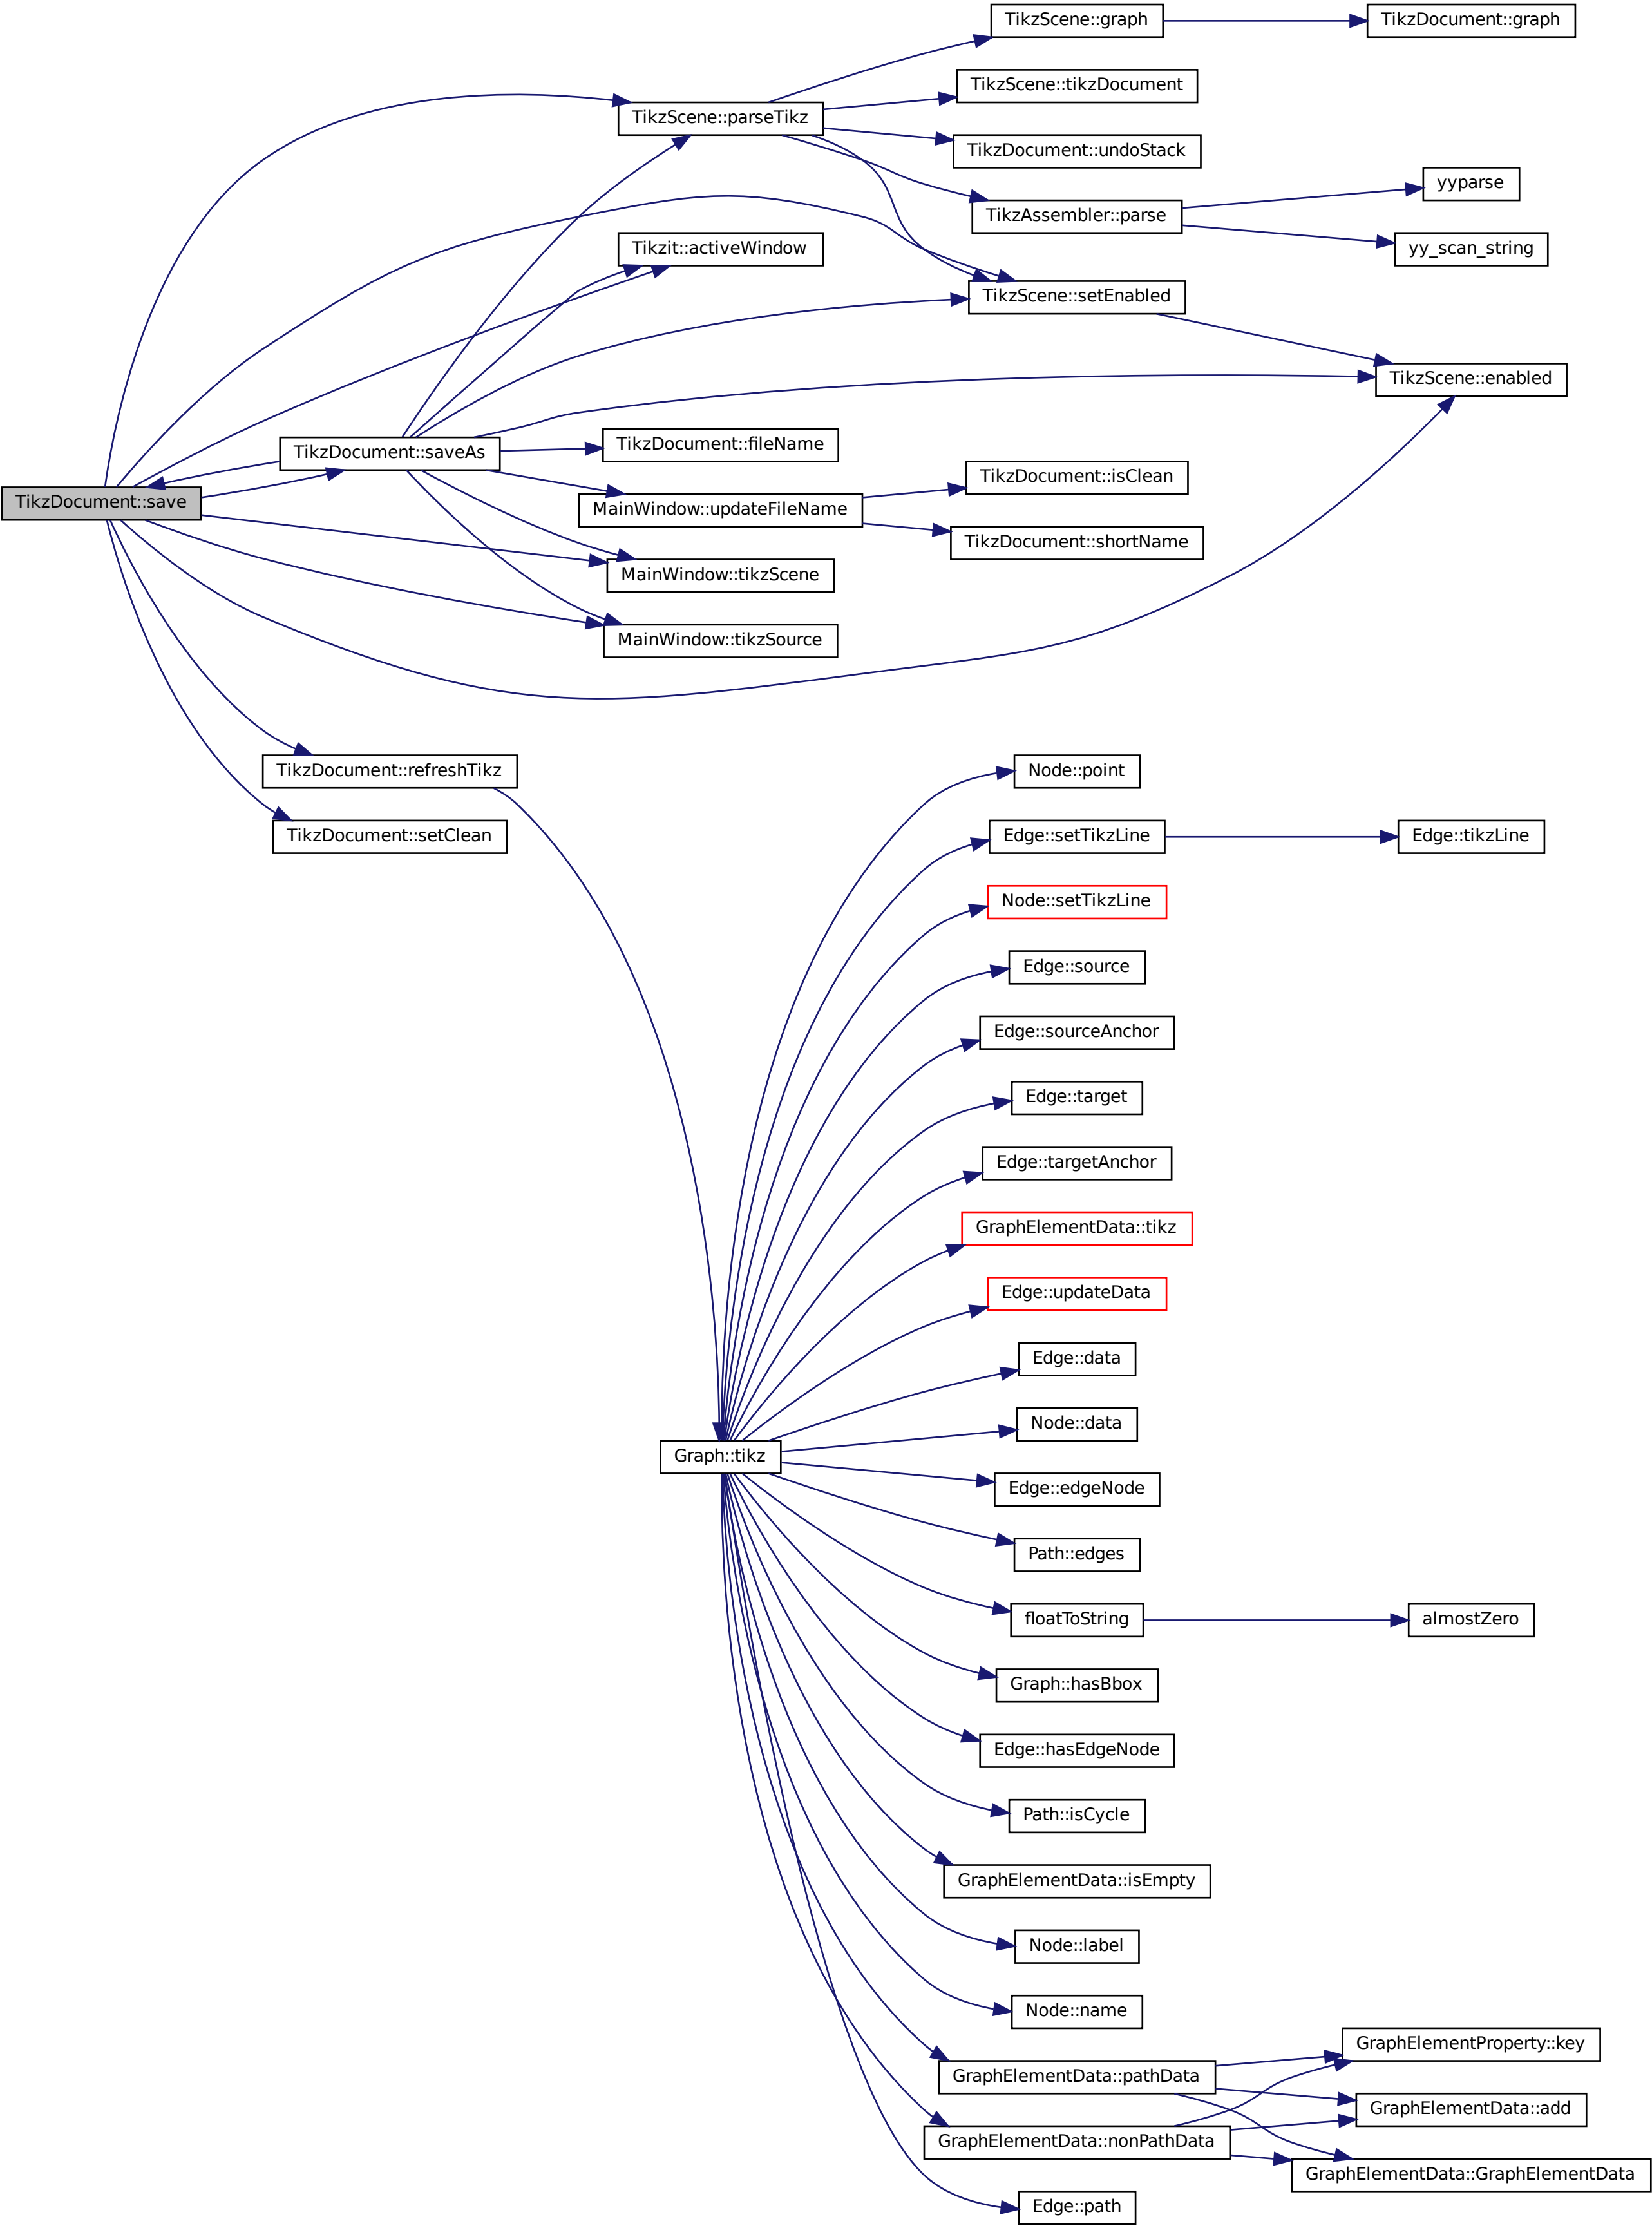 TikzScene::graph
TikzDocument::graph
TikzScene::tikzDocument
TikzScene::parseTikz
TikzDocument::undoStack
yyparse
TikzAssembler::parse
yy_scan_string
Tikzit::activeWindow
TikzScene::setEnabled
TikzScene::enabled
TikzDocument::fileName
TikzDocument::saveAs
TikzDocument::isClean
TikzDocument::save
MainWindow::updateFileName
TikzDocument::shortName
MainWindow::tikzScene
MainWindow::tikzSource
TikzDocument::refreshTikz
Node::point
TikzDocument::setClean
Edge::setTikzLine
Edge::tikzLine
Node::setTikzLine
Edge::source
Edge::sourceAnchor
Edge::target
Edge::targetAnchor
GraphElementData::tikz
Edge::updateData
Edge::data
Node::data
Graph::tikz
Edge::edgeNode
Path::edges
floatToString
almostZero
Graph::hasBbox
Edge::hasEdgeNode
Path::isCycle
GraphElementData::isEmpty
Node::label
Node::name
GraphElementProperty::key
GraphElementData::pathData
GraphElementData::add
GraphElementData::nonPathData
GraphElementData::GraphElementData
Edge::path